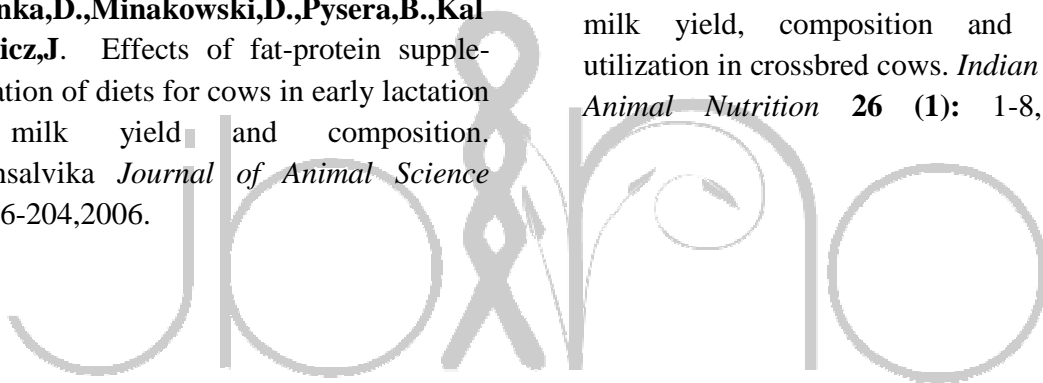 nka,D.,Minakowski,D.,Pysera,B.,Kal
icz,J. Effects of fat-protein supple-
ation of diets for cows in early lactation
milk yield and composition.
nsalvika Journal of Animal Science
6-204,2006.
milk yield, composition and
utilization in crossbred cows. Indian
Animal Nutrition 26 (1): 1-8,